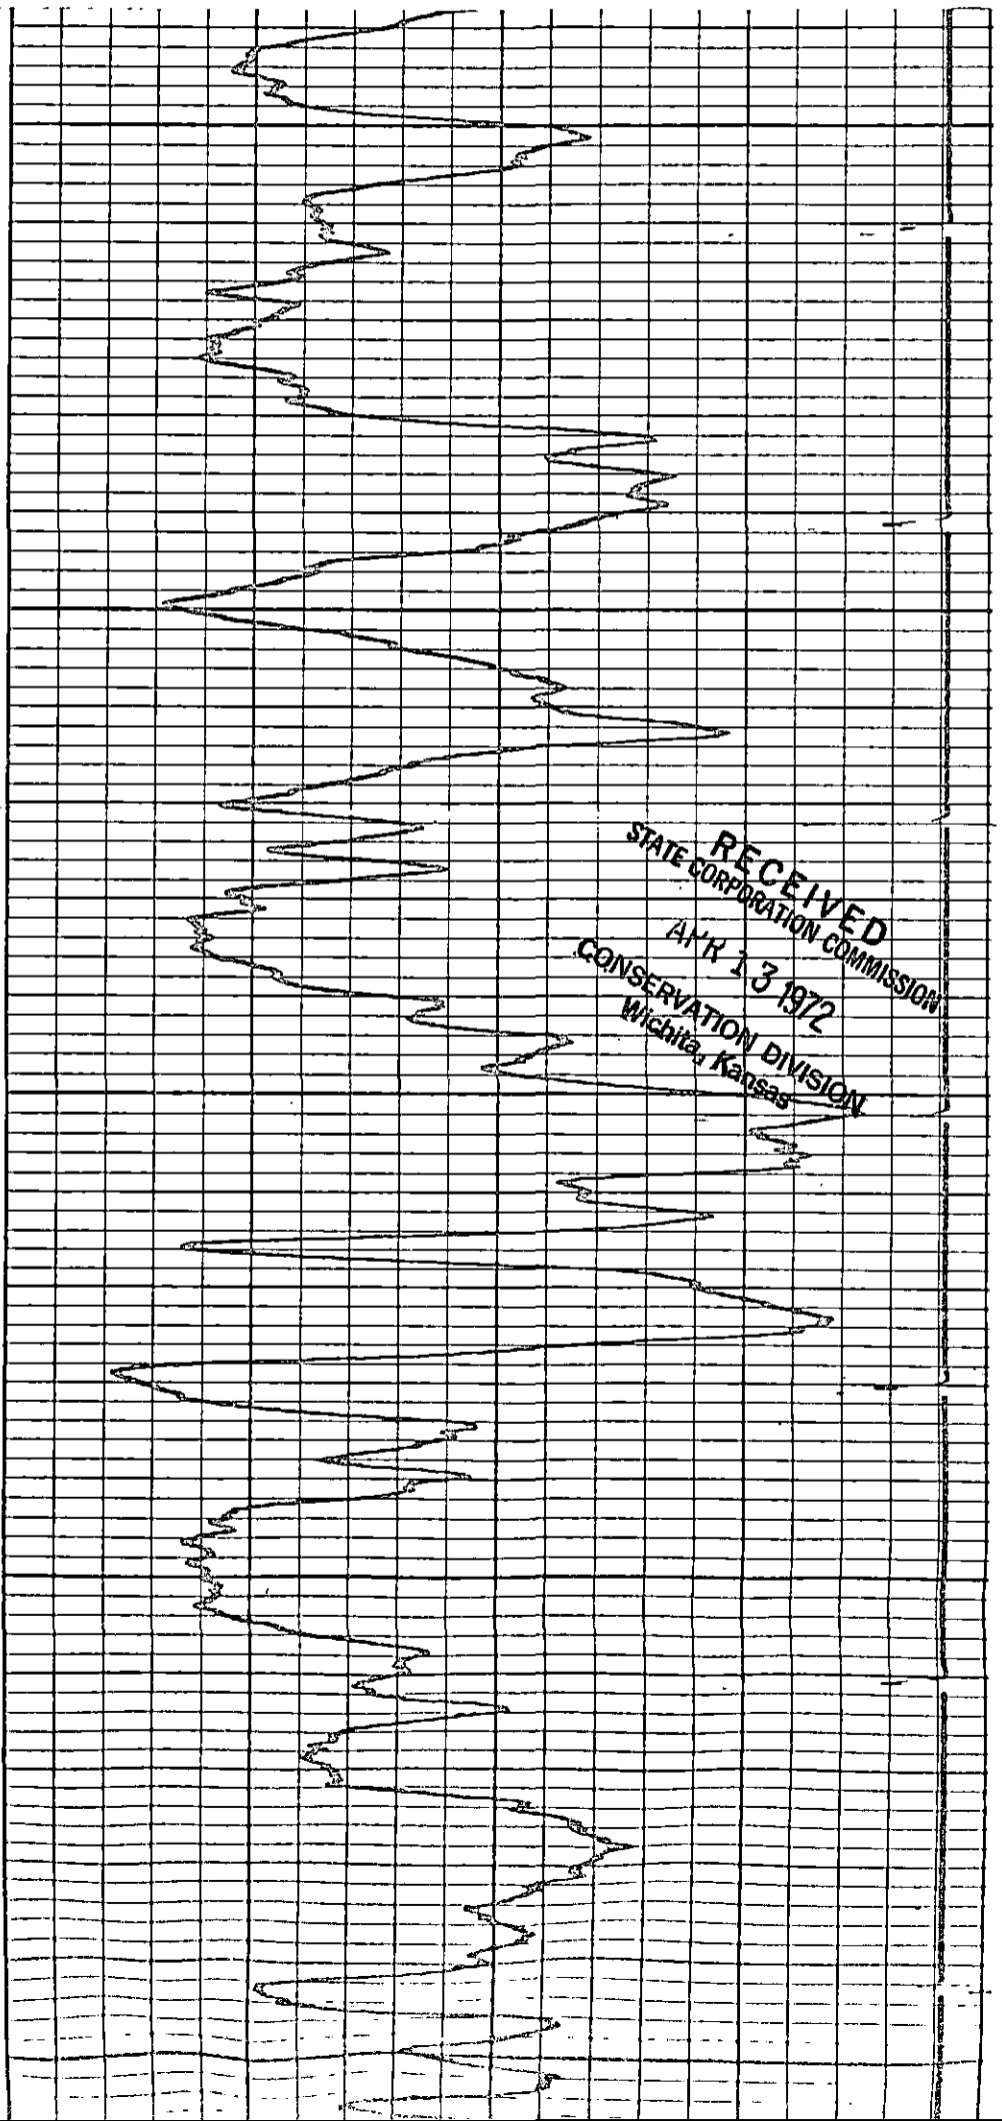 RECEIVED
STATE CORPORATION COMMISSION
APR 13 1972
CONSERVATION DIVISION
Wichita, Kansas